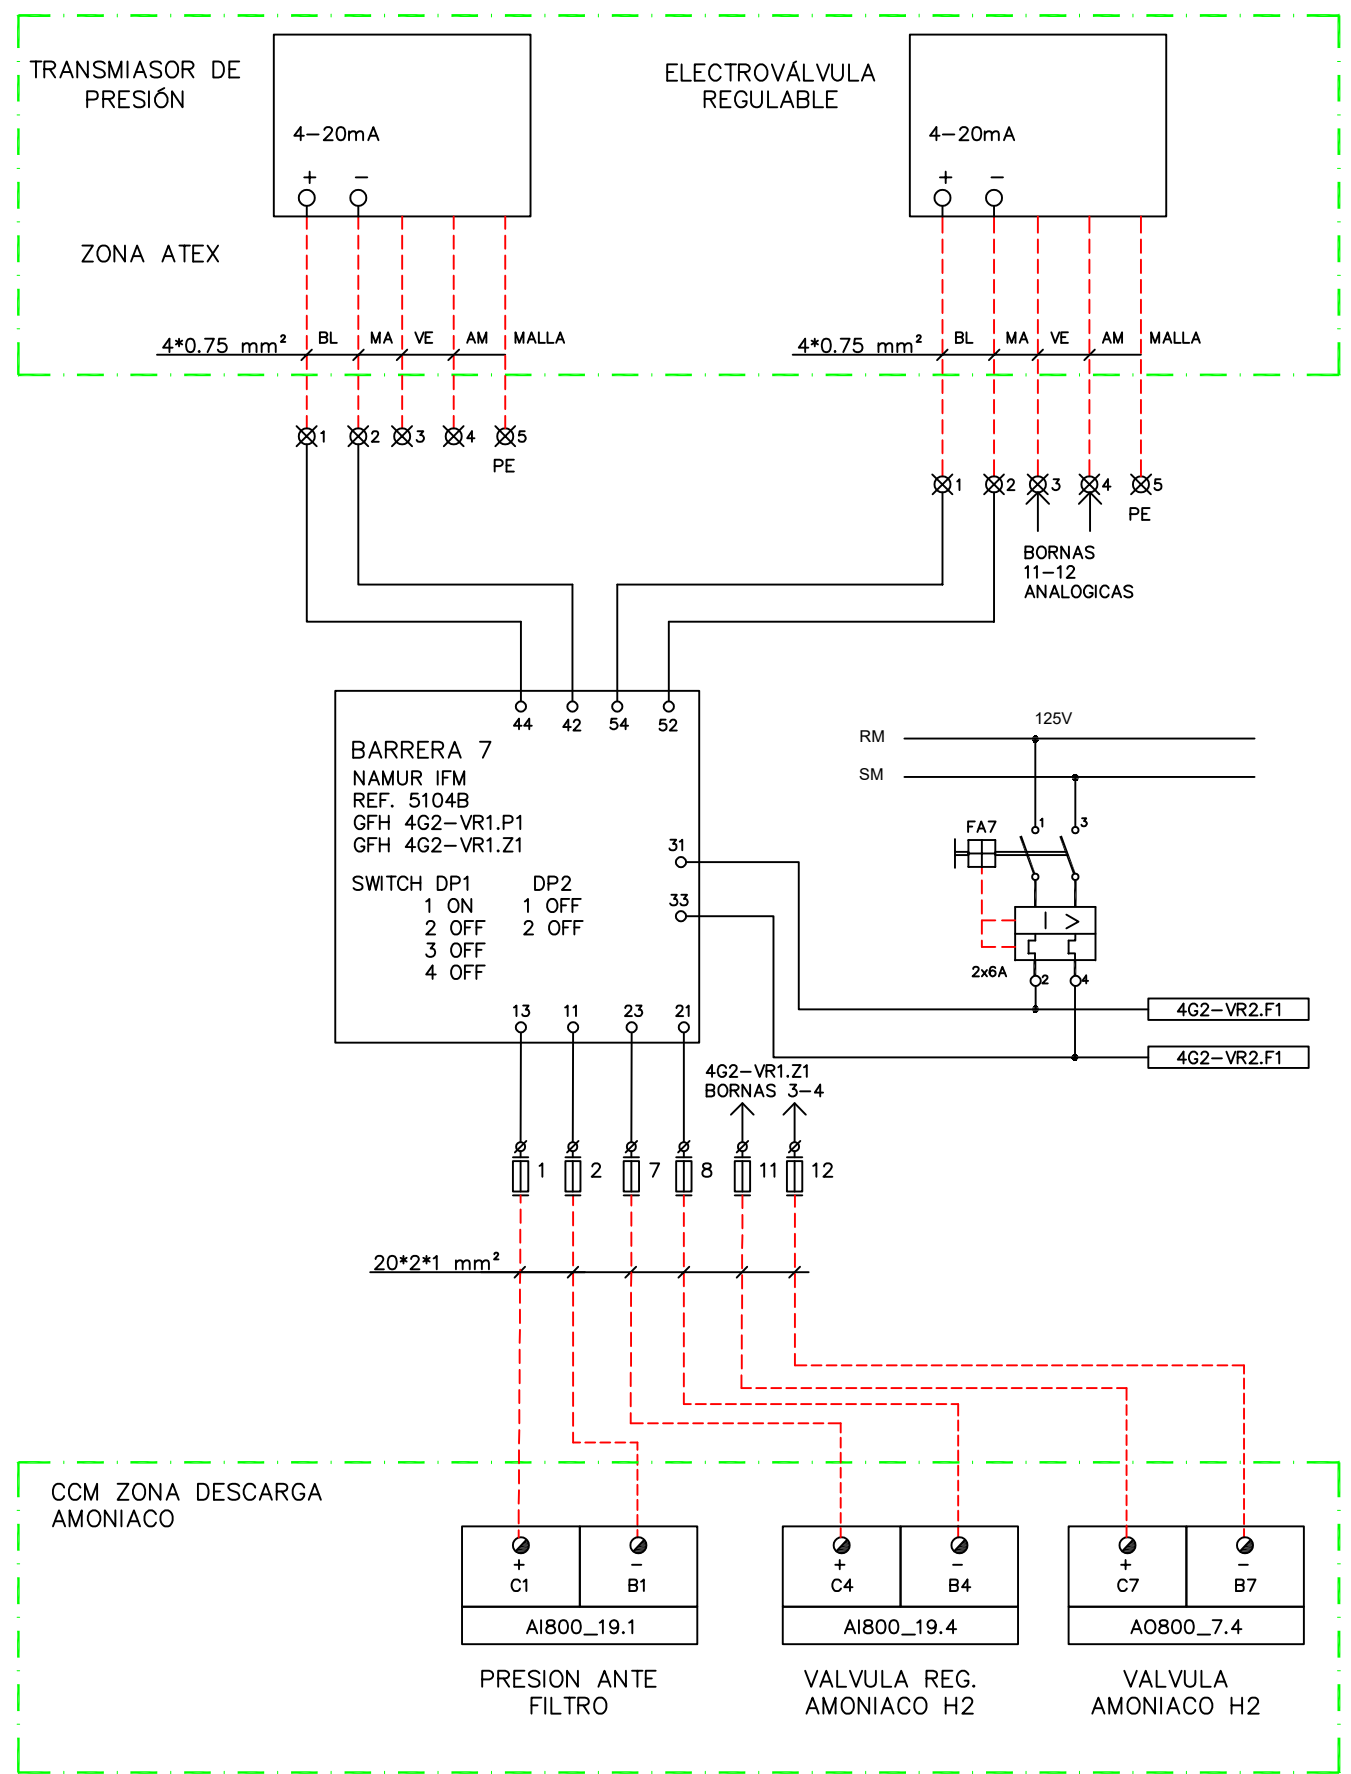 TRANSMIASOR DE
PRESIÓN
4-20mA
+ -
ZONA ATEX
4*0.75 mm²
BL MA VE AM MALLA
1 2 3 4 5
PE
ELECTROVÁLVULA
REGULABLE
4-20mA
+ -
4*0.75 mm²
BL MA VE AM MALLA
1 2 3 4 5
PE
BORNAS
11-12
ANALOGICAS
44 42 54 52
BARRERA 7
NAMUR IFM
REF. 5104B
GFH 4G2-VR1.P1
GFH 4G2-VR1.Z1
SWITCH DP1 DP2
1 ON 1 OFF
2 OFF 2 OFF
3 OFF
4 OFF
31
33
13 11 23 21
125V
RM
SM
FA7
1 3
I >
2x6A
2 4
4G2-VR2.F1
4G2-VR2.F1
4G2-VR1.Z1
BORNAS 3-4
1 2 7 8 11 12
20*2*1 mm²
CCM ZONA DESCARGA
AMONIACO
+ -
C1 B1
AI800_19.1
PRESION ANTE
FILTRO
+ -
C4 B4
AI800_19.4
VALVULA REG.
AMONIACO H2
+ -
C7 B7
AO800_7.4
VALVULA
AMONIACO H2